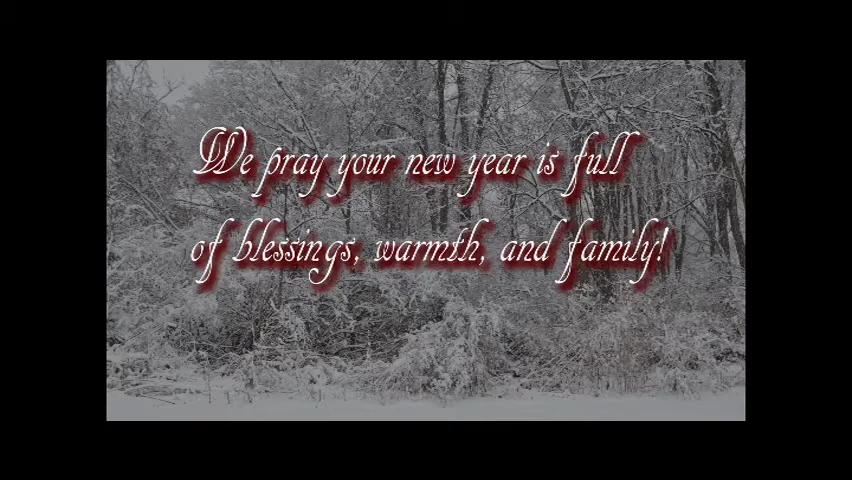 We pray your new year is full
of blessings, warmth, and family!